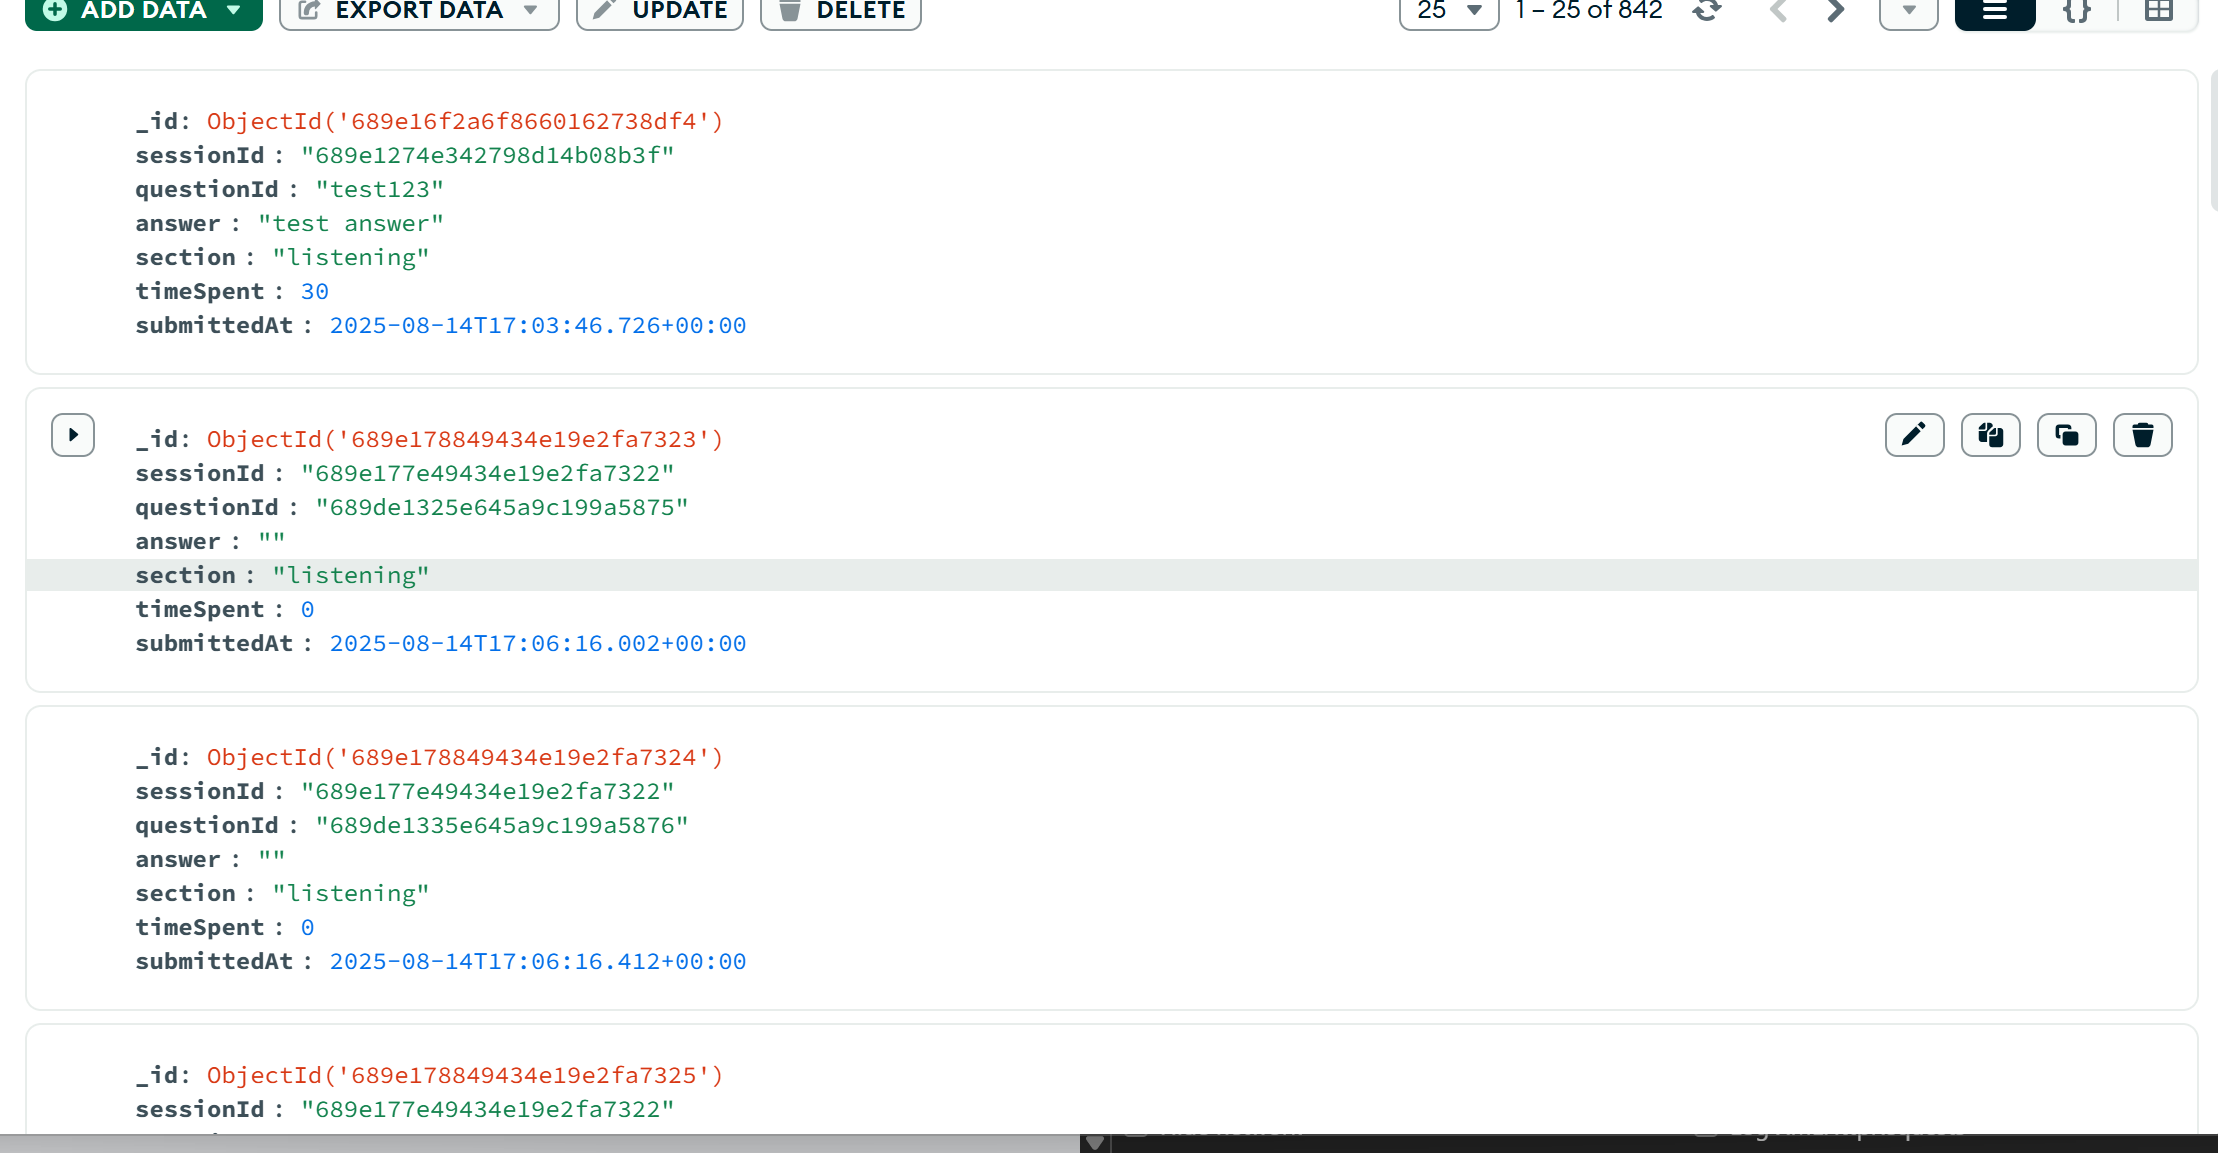 ADD DATA EXPORT DATA UPDATE DELETE 25 1 – 25 of 842 {}
_id: ObjectId('689e16f2a6f8660162738df4')
sessionId : "689e1274e342798d14b08b3f"
questionId : "test123"
answer : "test answer"
section : "listening"
timeSpent : 30
submittedAt : 2025-08-14T17:03:46.726+00:00
_id: ObjectId('689e178849434e19e2fa7323')
sessionId : "689e177e49434e19e2fa7322"
questionId : "689de1325e645a9c199a5875"
answer : ""
section : "listening"
timeSpent : 0
submittedAt : 2025-08-14T17:06:16.002+00:00
_id: ObjectId('689e178849434e19e2fa7324')
sessionId : "689e177e49434e19e2fa7322"
questionId : "689de1335e645a9c199a5876"
answer : ""
section : "listening"
timeSpent : 0
submittedAt : 2025-08-14T17:06:16.412+00:00
_id: ObjectId('689e178849434e19e2fa7325')
sessionId : "689e177e49434e19e2fa7322"